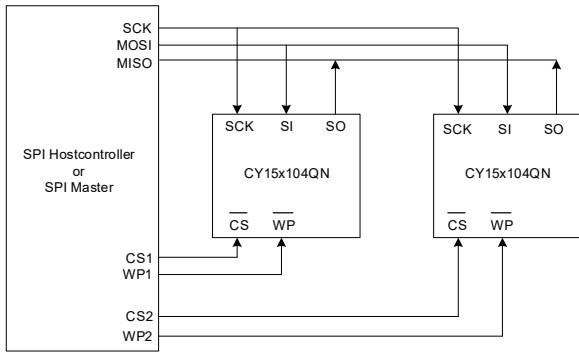 SCK
MOSI
MISO
SPI Hostcontroller
or
SPI Master
CS1
WP1
CS2
WP2
SCK SI SO
CY15x104QN
CS WP
SCK SI SO
CY15x104QN
CS WP